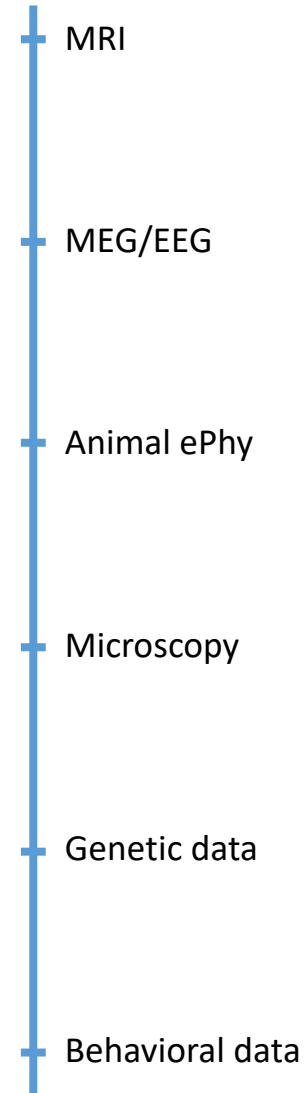 MRI
MEG/EEG
Animal ePhy
Microscopy
Genetic data
Behavioral data